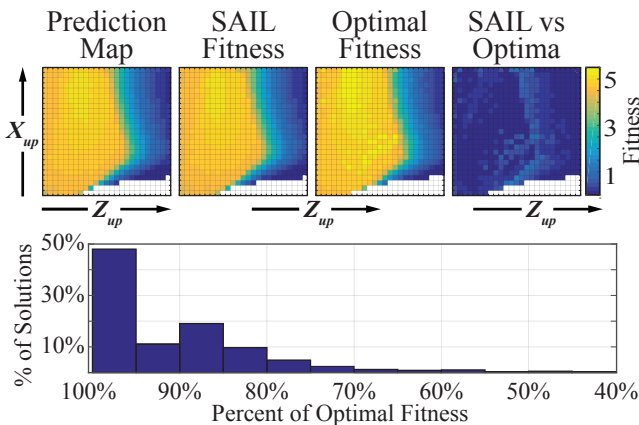 Prediction Map
SAIL Fitness
Optimal Fitness
SAIL vs Optima
X_up
Z_up
Z_up
Z_up
5
3
1
Fitness
50%
30%
10%
% of Solutions
100%
90%
80%
70%
60%
50%
40%
Percent of Optimal Fitness